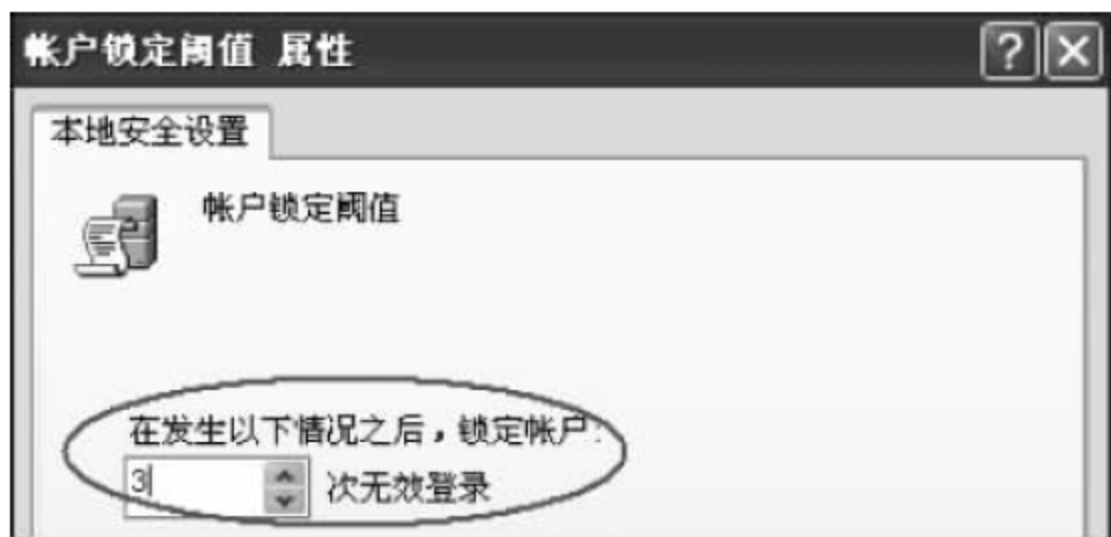 帐户锁定阈值 属性
本地安全设置
帐户锁定阈值
在发生以下情况之后，锁定帐户:
3 次无效登录